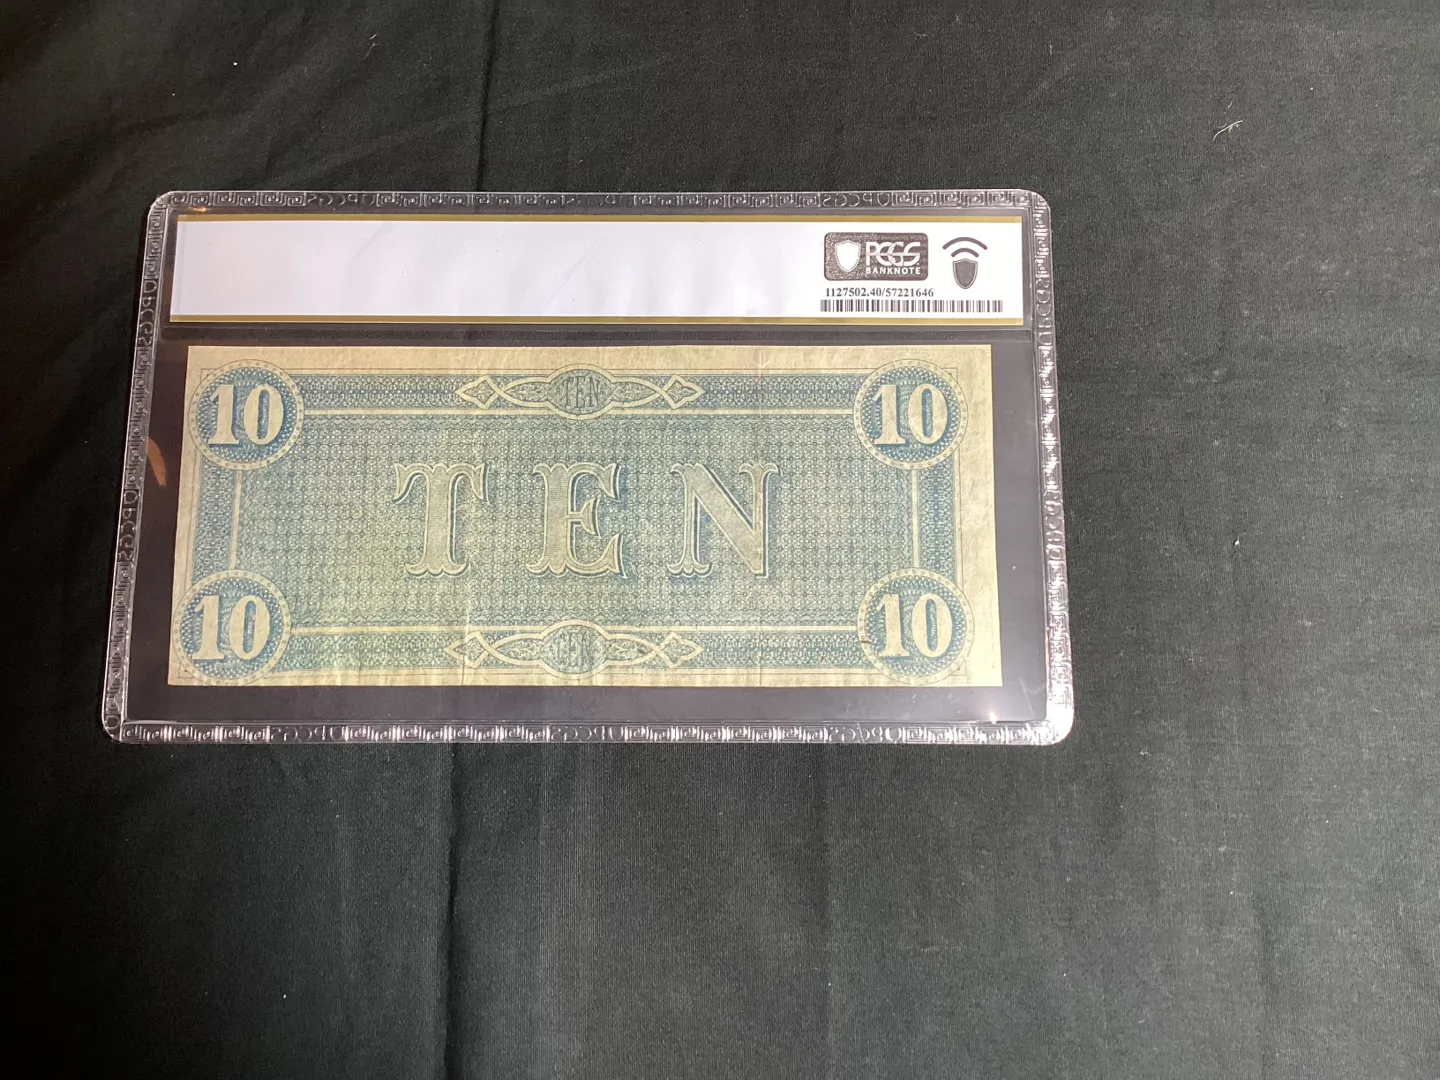 PCGS
BANKNOTE
1127502.40/57221646
10 TEN 10
TEN
10 TEN 10